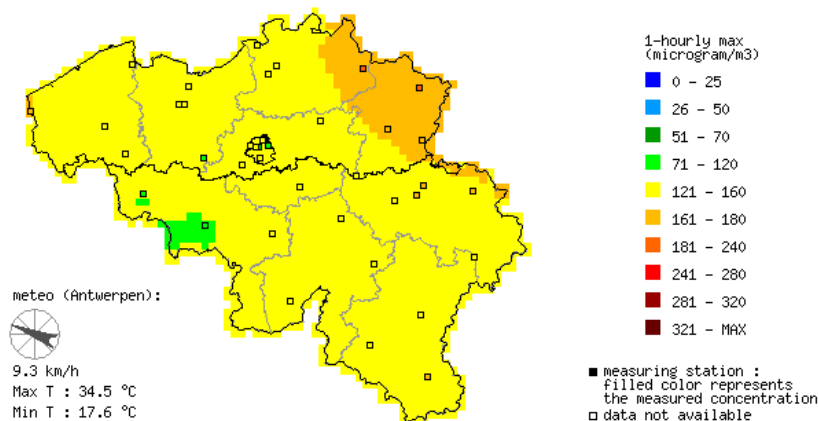 1-hourly max
(microgram/m3)
0 - 25
26 - 50
51 - 70
71 - 120
121 - 160
161 - 180
181 - 240
241 - 280
281 - 320
321 - MAX
meteo (Antwerpen):
9.3 km/h
Max T : 34.5 °C
Min T : 17.6 °C
measuring station :
filled color represents
the measured concentration
data not available